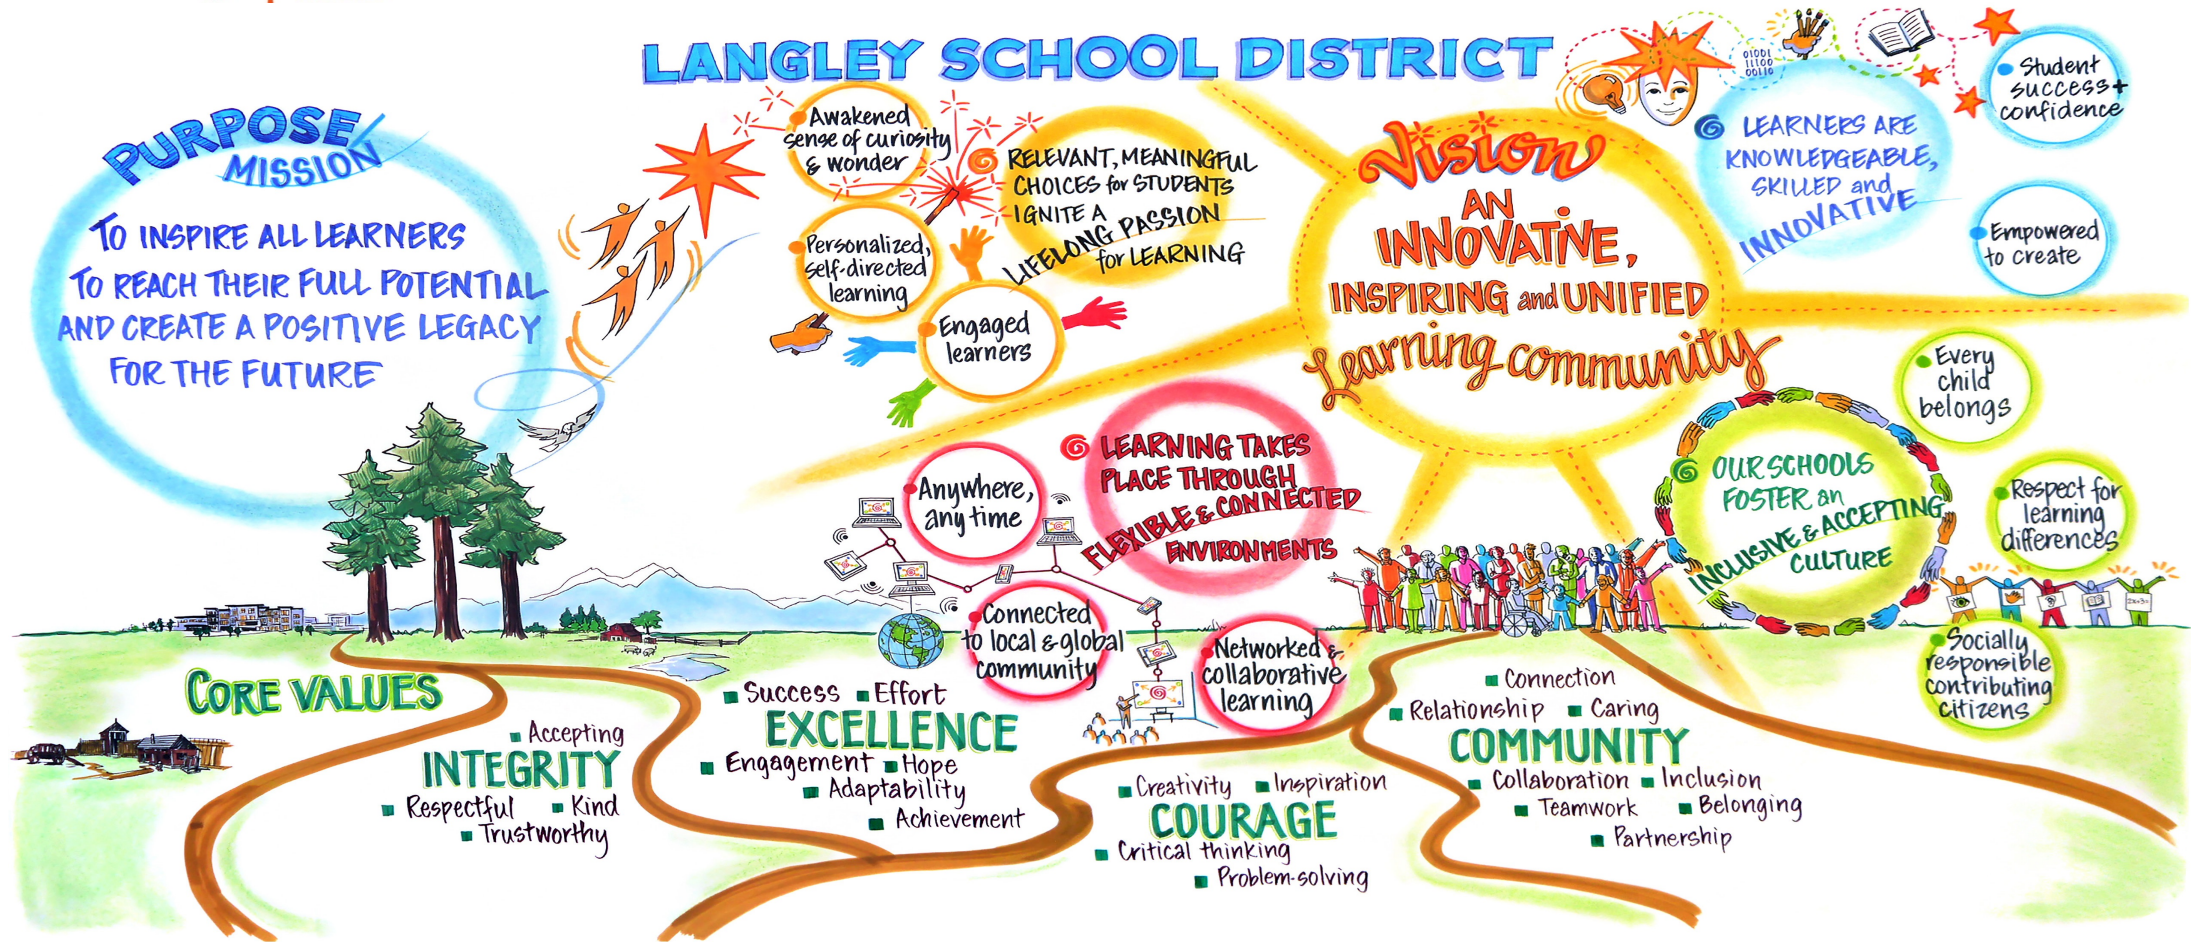 LANGLEY SCHOOL DISTRICT
PURPOSE/
MISSION
TO INSPIRE ALL LEARNERS
TO REACH THEIR FULL POTENTIAL
AND CREATE A POSITIVE LEGACY
FOR THE FUTURE
Awakened
sense of curiosity
& wonder
Personalized,
self-directed
learning
Engaged
learners
RELEVANT, MEANINGFUL
CHOICES for STUDENTS
IGNITE A
LIFELONG PASSION
for LEARNING
Vision
AN
INNOVATIVE,
INSPIRING and UNIFIED
Learning community
01001
11100
00110
LEARNERS ARE
KNOWLEDGEABLE,
SKILLED and
INNOVATIVE
Student
success +
confidence
Empowered
to create
Anywhere,
any time
LEARNING TAKES
PLACE THROUGH
FLEXIBLE & CONNECTED
ENVIRONMENTS
Connected
to local & global
community
Networked &
collaborative
learning
OUR SCHOOLS
FOSTER an
INCLUSIVE & ACCEPTING
CULTURE
Every
child
belongs
Respect for
learning
differences
Socially
responsible
contributing
citizens
CORE VALUES
Accepting
INTEGRITY
Respectful Kind
Trustworthy
Success Effort
EXCELLENCE
Engagement Hope
Adaptability
Achievement
Creativity Inspiration
COURAGE
Critical thinking
Problem-solving
Connection
Relationship Caring
COMMUNITY
Collaboration Inclusion
Teamwork Belonging
Partnership